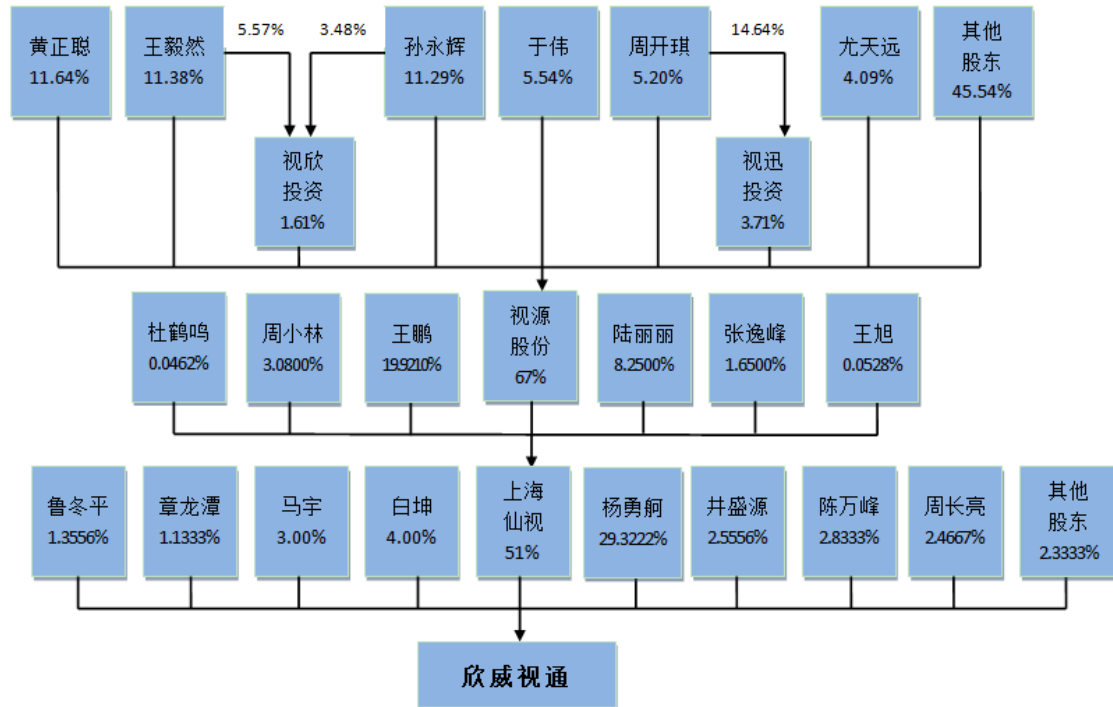 黄正聪
11.64%
王毅然
11.38%
5.57%
3.48%
孙永辉
11.29%
于伟
5.54%
周开琪
5.20%
14.64%
尤天远
4.09%
其他
股东
45.54%
视欣
投资
1.61%
视迅
投资
3.71%
杜鹤鸣
0.0462%
周小林
3.0800%
王鹏
19.9210%
视源
股份
67%
陆丽丽
8.2500%
张逸峰
1.6500%
王旭
0.0528%
鲁冬平
1.3556%
章龙潭
1.1333%
马宇
3.00%
白坤
4.00%
上海
仙视
51%
杨勇舸
29.3222%
井盛源
2.5556%
陈万峰
2.8333%
周长亮
2.4667%
其他
股东
2.3333%
欣威视通